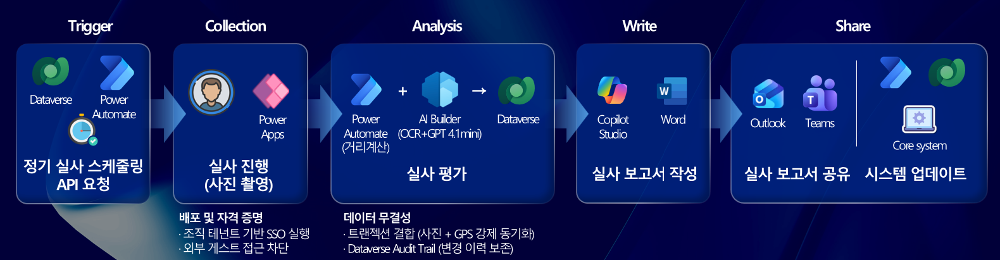 Trigger
Dataverse
Power
Automate
정기 실사 스케줄링
API 요청
Collection
Power
Apps
실사 진행
(사진 촬영)
배포 및 자격 증명
· 조직 테넌트 기반 SSO 실행
· 외부 게스트 접근 차단
Analysis
Power
Automate
(거리계산)
+
AI Builder
(OCR+GPT 4.1mini)
→
Dataverse
실사 평가
데이터 무결성
· 트랜젝션 결합 (사진 + GPS 강제 동기화)
· Dataverse Audit Trail (변경 이력 보존)
Write
Copilot
Studio
W
Word
실사 보고서 작성
Share
O
Outlook
T
Teams
실사 보고서 공유
Core system
시스템 업데이트